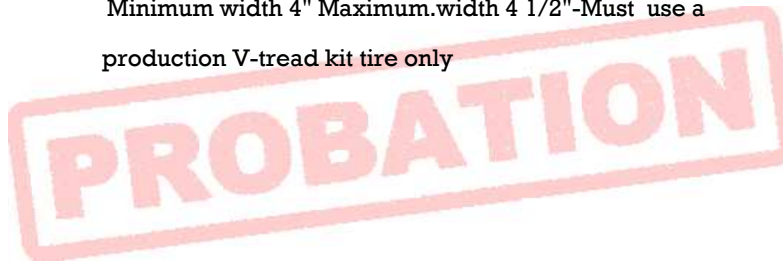 Minimum width 4" Maximum.width 4 1/2"-Must use a
production V-tread kit tire only
PROBATION